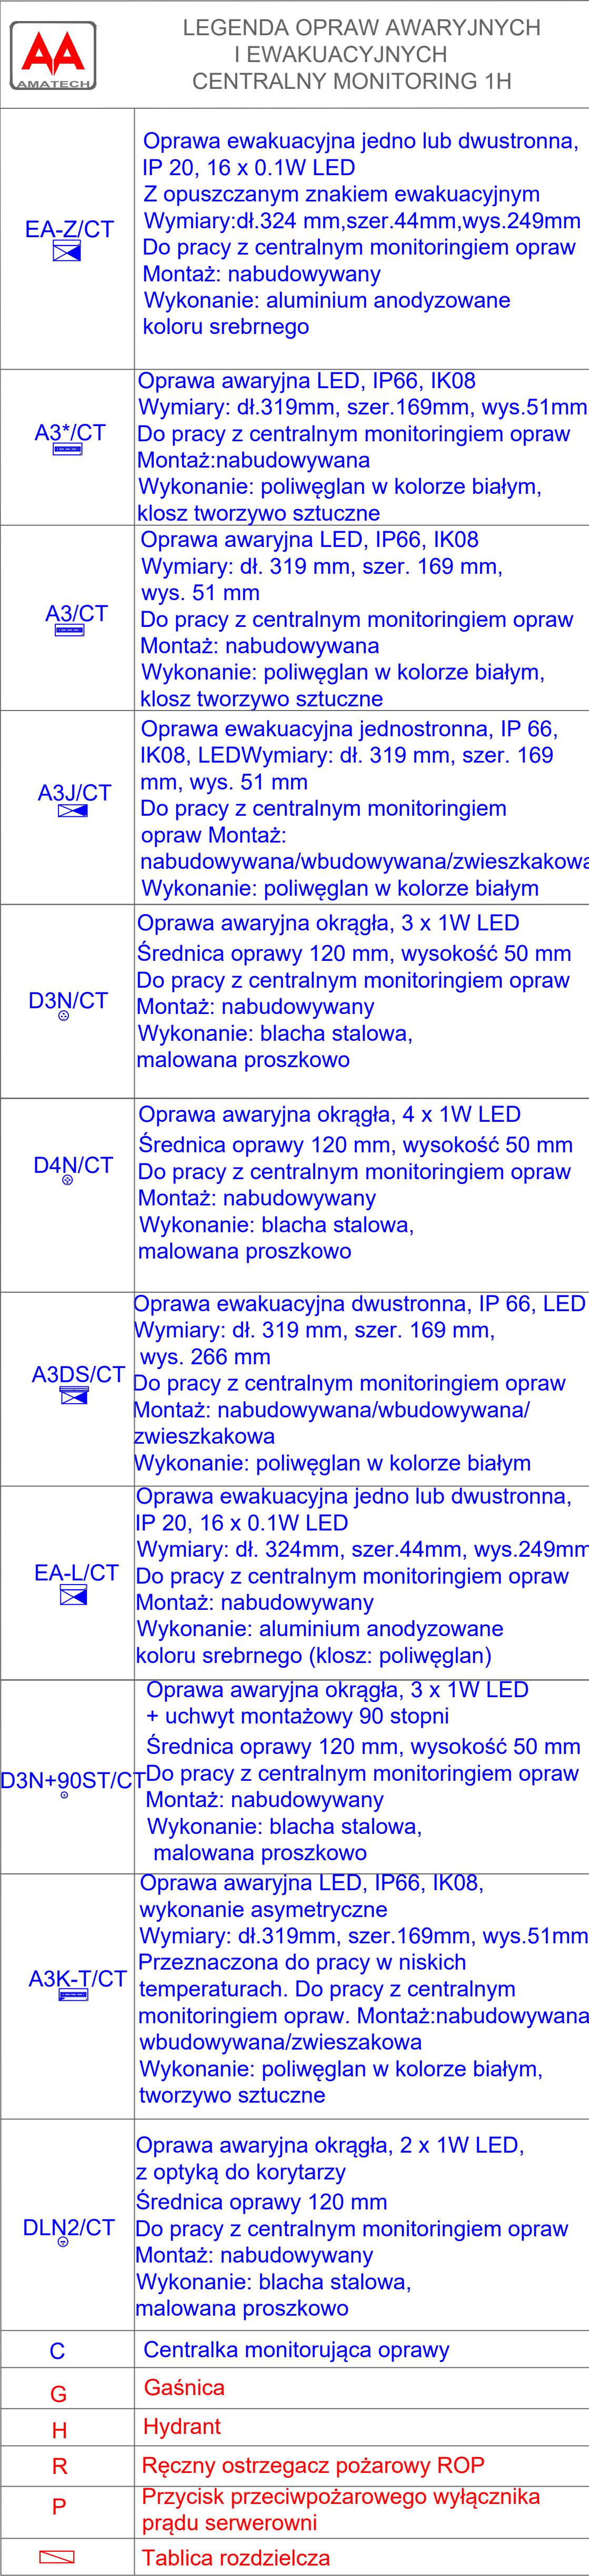 LEGENDA OPRAW AWARYJNYCH
I EWAKUACYJNYCH
CENTRALNY MONITORING 1H
AA
AMATECH
EA-Z/CT
Oprawa ewakuacyjna jedno lub dwustronna,
IP 20, 16 x 0.1W LED
Z opuszczanym znakiem ewakuacyjnym
Wymiary:dł.324 mm,szer.44mm,wys.249mm
Do pracy z centralnym monitoringiem opraw
Montaż: nabudowywany
Wykonanie: aluminium anodyzowane
koloru srebrnego
A3*/CT
Oprawa awaryjna LED, IP66, IK08
Wymiary: dł.319mm, szer.169mm, wys.51mm
Do pracy z centralnym monitoringiem opraw
Montaż:nabudowywana
Wykonanie: poliwęglan w kolorze białym,
klosz tworzywo sztuczne
A3/CT
Oprawa awaryjna LED, IP66, IK08
Wymiary: dł. 319 mm, szer. 169 mm,
wys. 51 mm
Do pracy z centralnym monitoringiem opraw
Montaż: nabudowywana
Wykonanie: poliwęglan w kolorze białym,
klosz tworzywo sztuczne
A3J/CT
Oprawa ewakuacyjna jednostronna, IP 66,
IK08, LEDWymiary: dł. 319 mm, szer. 169
mm, wys. 51 mm
Do pracy z centralnym monitoringiem
opraw Montaż:
nabudowywana/wbudowywana/zwieszkakowa
Wykonanie: poliwęglan w kolorze białym
D3N/CT
Oprawa awaryjna okrągła, 3 x 1W LED
Średnica oprawy 120 mm, wysokość 50 mm
Do pracy z centralnym monitoringiem opraw
Montaż: nabudowywany
Wykonanie: blacha stalowa,
malowana proszkowo
D4N/CT
Oprawa awaryjna okrągła, 4 x 1W LED
Średnica oprawy 120 mm, wysokość 50 mm
Do pracy z centralnym monitoringiem opraw
Montaż: nabudowywany
Wykonanie: blacha stalowa,
malowana proszkowo
A3DS/CT
Oprawa ewakuacyjna dwustronna, IP 66, LED
Wymiary: dł. 319 mm, szer. 169 mm,
wys. 266 mm
Do pracy z centralnym monitoringiem opraw
Montaż: nabudowywana/wbudowywana/
zwieszkakowa
Wykonanie: poliwęglan w kolorze białym
EA-L/CT
Oprawa ewakuacyjna jedno lub dwustronna,
IP 20, 16 x 0.1W LED
Wymiary: dł. 324mm, szer.44mm, wys.249mm
Do pracy z centralnym monitoringiem opraw
Montaż: nabudowywany
Wykonanie: aluminium anodyzowane
koloru srebrnego (klosz: poliwęglan)
D3N+90ST/CT
Oprawa awaryjna okrągła, 3 x 1W LED
+ uchwyt montażowy 90 stopni
Średnica oprawy 120 mm, wysokość 50 mm
Do pracy z centralnym monitoringiem opraw
Montaż: nabudowywany
Wykonanie: blacha stalowa,
malowana proszkowo
A3K-T/CT
Oprawa awaryjna LED, IP66, IK08,
wykonanie asymetryczne
Wymiary: dł.319mm, szer.169mm, wys.51mm
Przeznaczona do pracy w niskich
temperaturach. Do pracy z centralnym
monitoringiem opraw. Montaż:nabudowywana
wbudowywana/zwieszakowa
Wykonanie: poliwęglan w kolorze białym,
tworzywo sztuczne
DLN2/CT
Oprawa awaryjna okrągła, 2 x 1W LED,
z optyką do korytarzy
Średnica oprawy 120 mm
Do pracy z centralnym monitoringiem opraw
Montaż: nabudowywany
Wykonanie: blacha stalowa,
malowana proszkowo
C
Centralka monitorująca oprawy
G
Gaśnica
H
Hydrant
R
Ręczny ostrzegacz pożarowy ROP
P
Przycisk przeciwpożarowego wyłącznika
prądu serwerowni
Tablica rozdzielcza